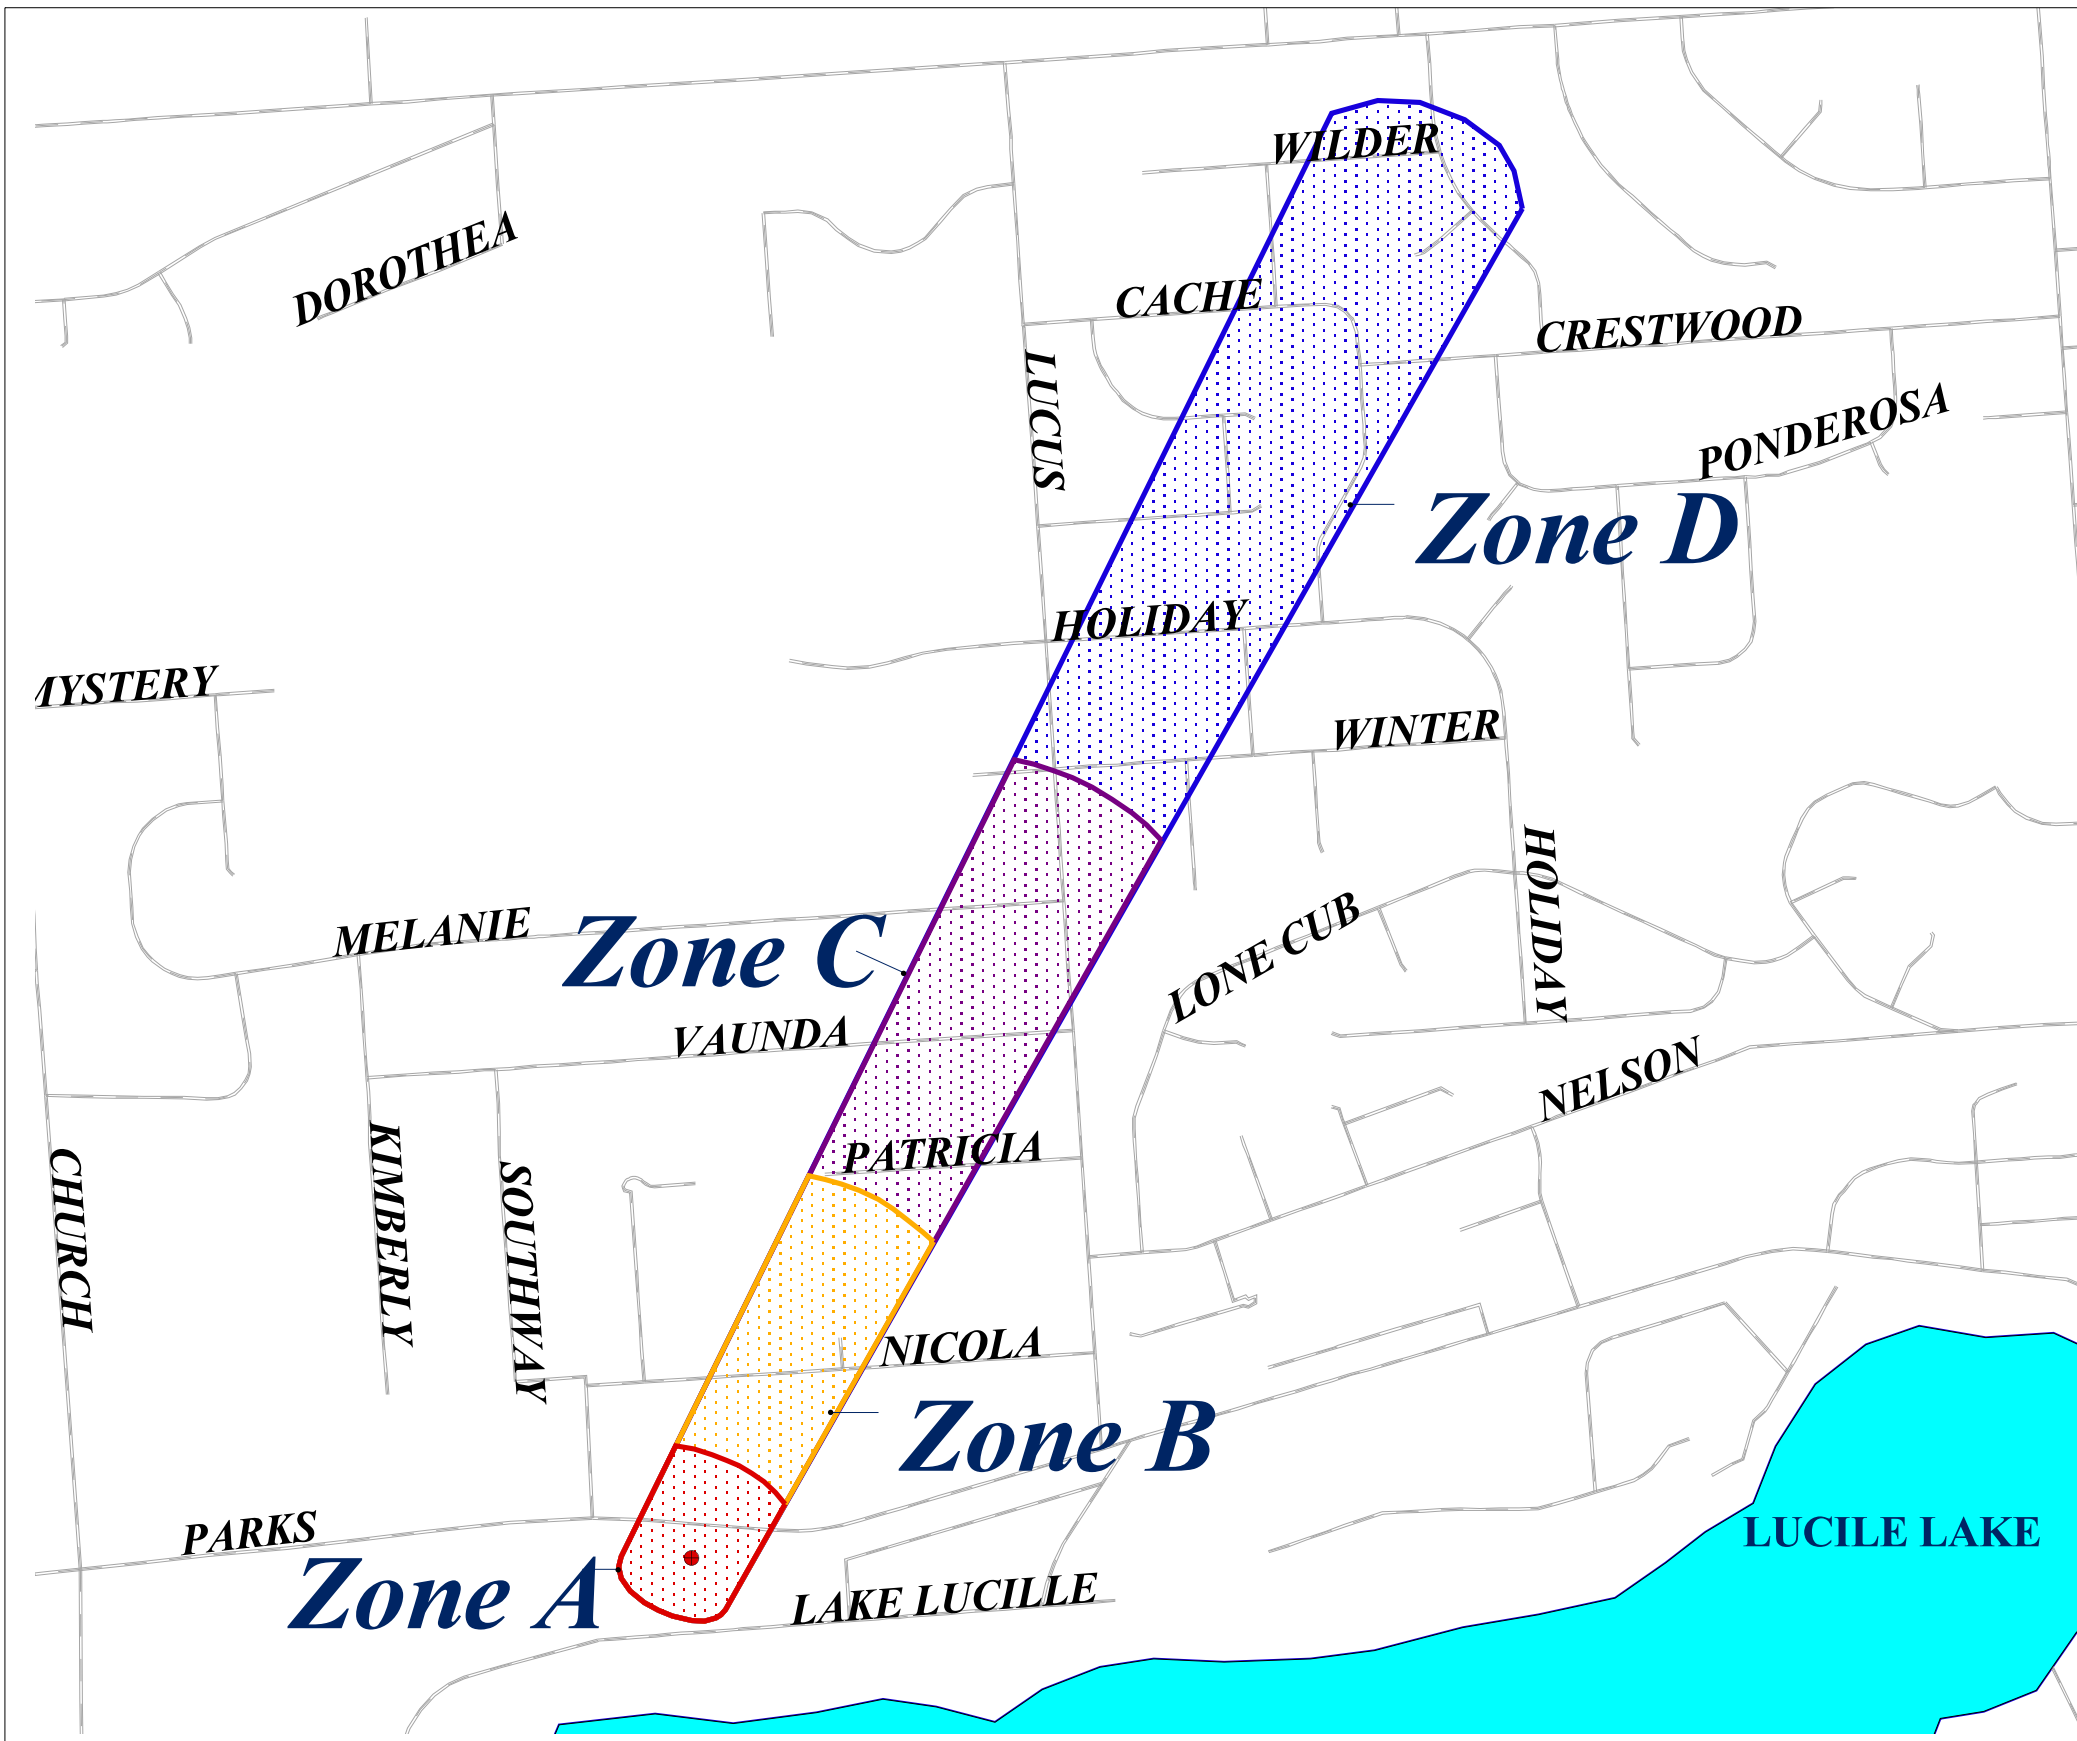 WILDER
DOROTHEA
CACHE
CRESTWOOD
LUCUS
PONDEROSA
Zone D
HOLIDAY
MYSTERY
WINTER
HOLIDAY
MELANIE
Zone C
LONE CUB
VAUNDA
NELSON
PATRICIA
CHURCH
KIMBERLY
SOUTHWAY
NICOLA
Zone B
PARKS
LUCILE LAKE
Zone A
LAKE LUCILLE